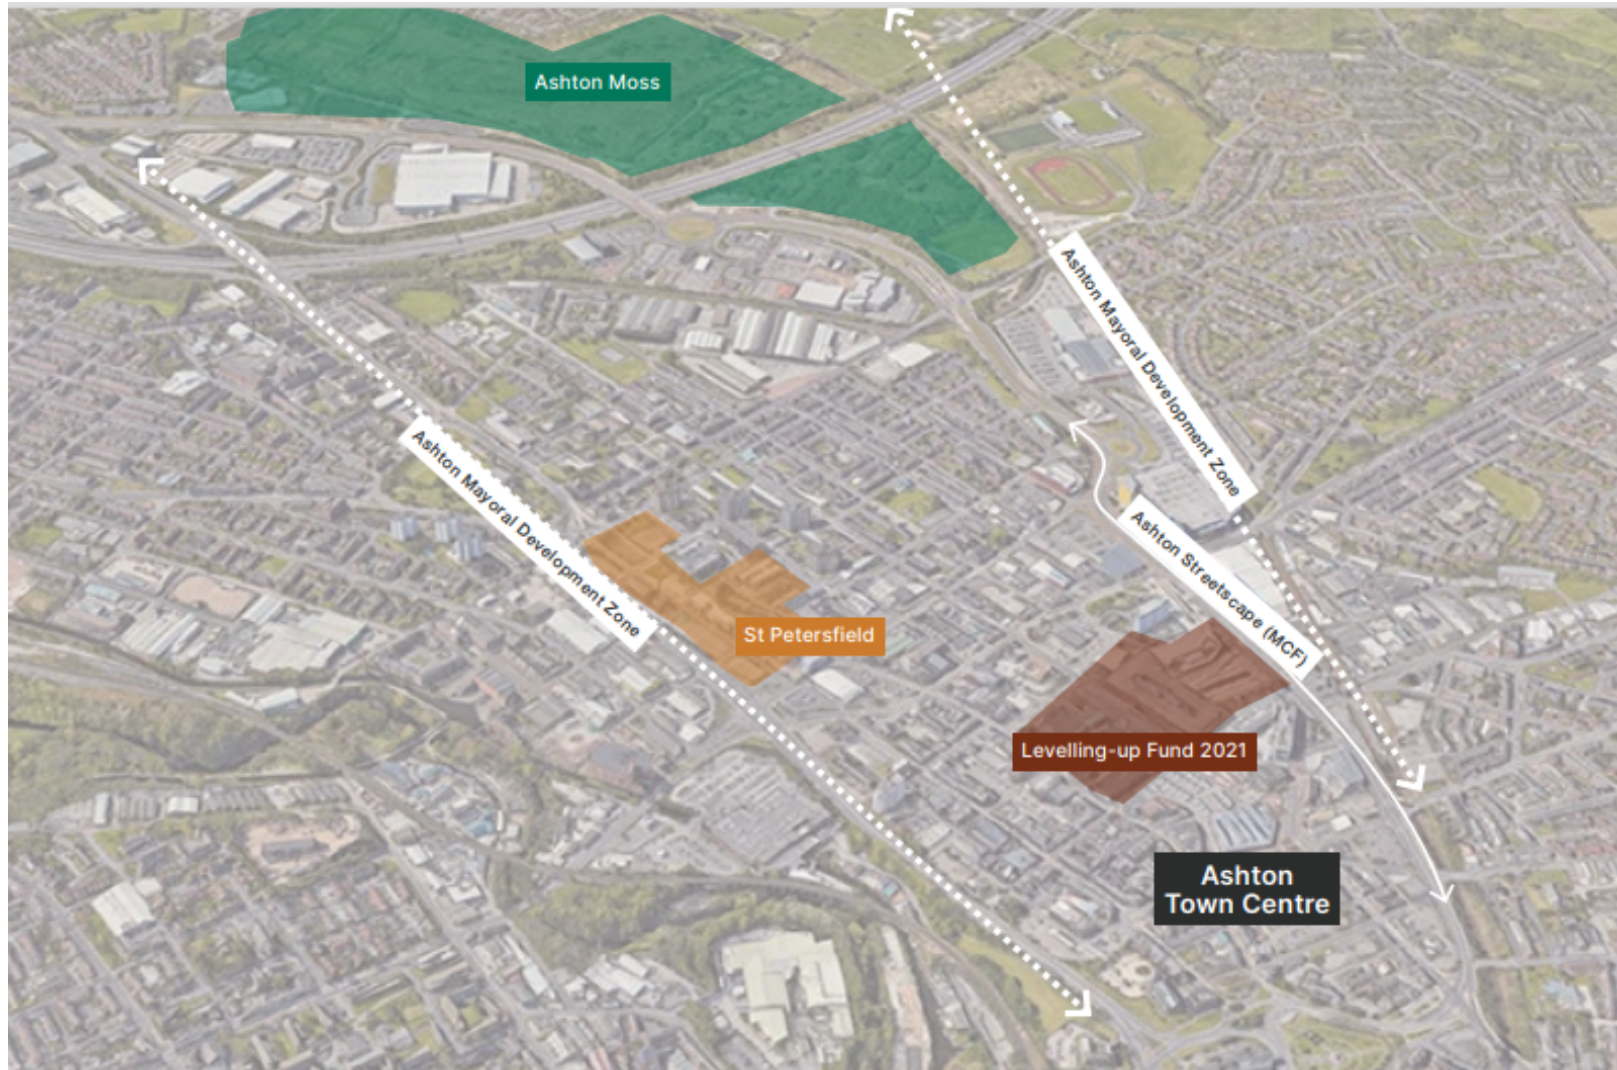 Ashton Moss
Ashton Mayoral Development Zone
Ashton Mayoral Development Zone
Ashton Streetscape (MCF)
St Petersfield
Levelling-up Fund 2021
Ashton
Town Centre